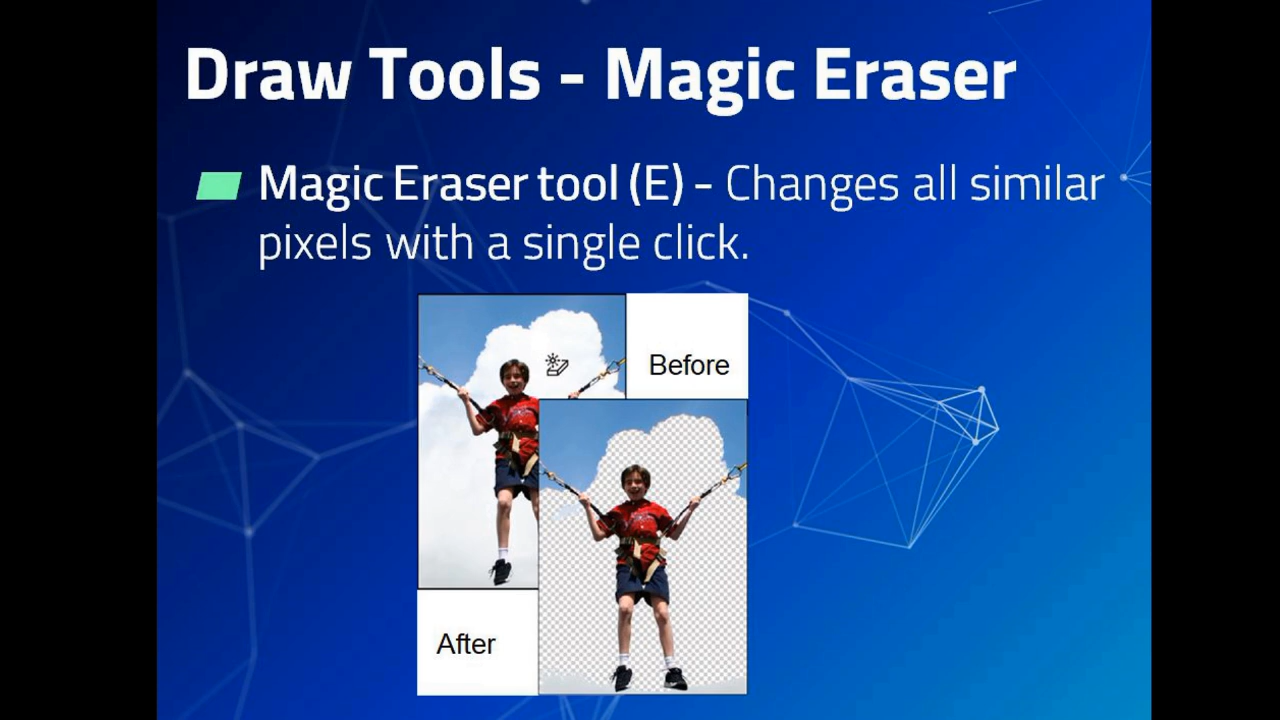 Draw Tools - Magic Eraser
Magic Eraser tool (E) - Changes all similar
pixels with a single click.
Before
After